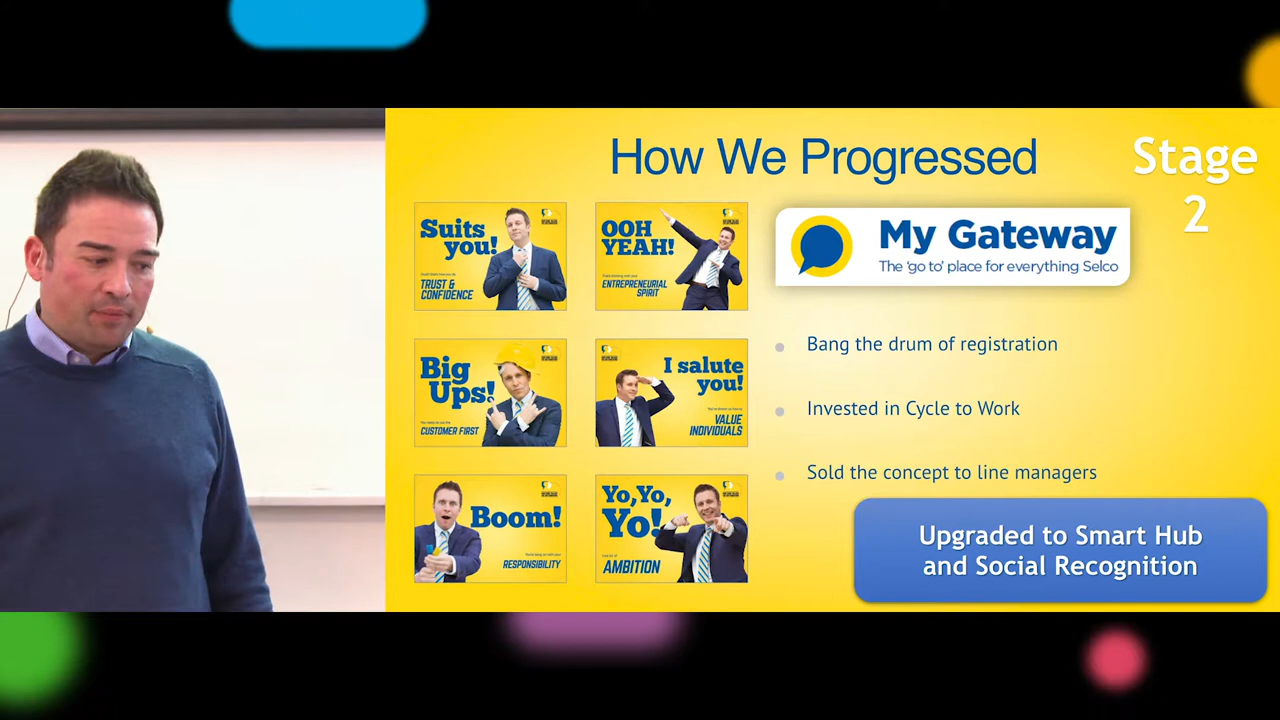 How We Progressed
Stage
2
Suits
you!
TRUST &
CONFIDENCE
OOH
YEAH!
ENTREPRENEURIAL
SPIRIT
My Gateway
The 'go to' place for everything Selco
Big
Ups!
CUSTOMER FIRST
I salute
you!
VALUE
INDIVIDUALS
Bang the drum of registration
Invested in Cycle to Work
Sold the concept to line managers
Boom!
RESPONSIBILITY
Yo,Yo,
Yo!
AMBITION
Upgraded to Smart Hub
and Social Recognition